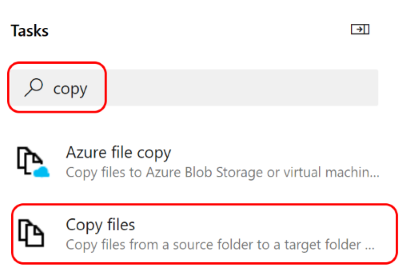 Tasks
copy
Azure file copy
Copy files to Azure Blob Storage or virtual machin...
Copy files
Copy files from a source folder to a target folder ...